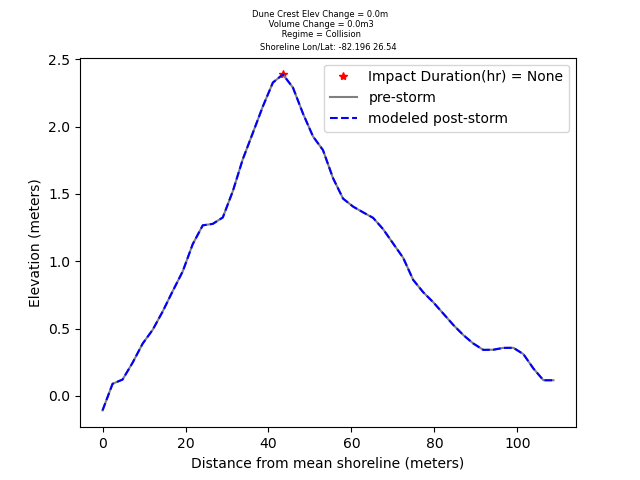 Dune Crest Elev Change = 0.0m
Volume Change = 0.0m3
Regime = Collision
Shoreline Lon/Lat: -82.196 26.54
Impact Duration(hr) = None
pre-storm
modeled post-storm
2.5
2.0
1.5
1.0
0.5
0.0
Elevation (meters)
0 20 40 60 80 100
Distance from mean shoreline (meters)